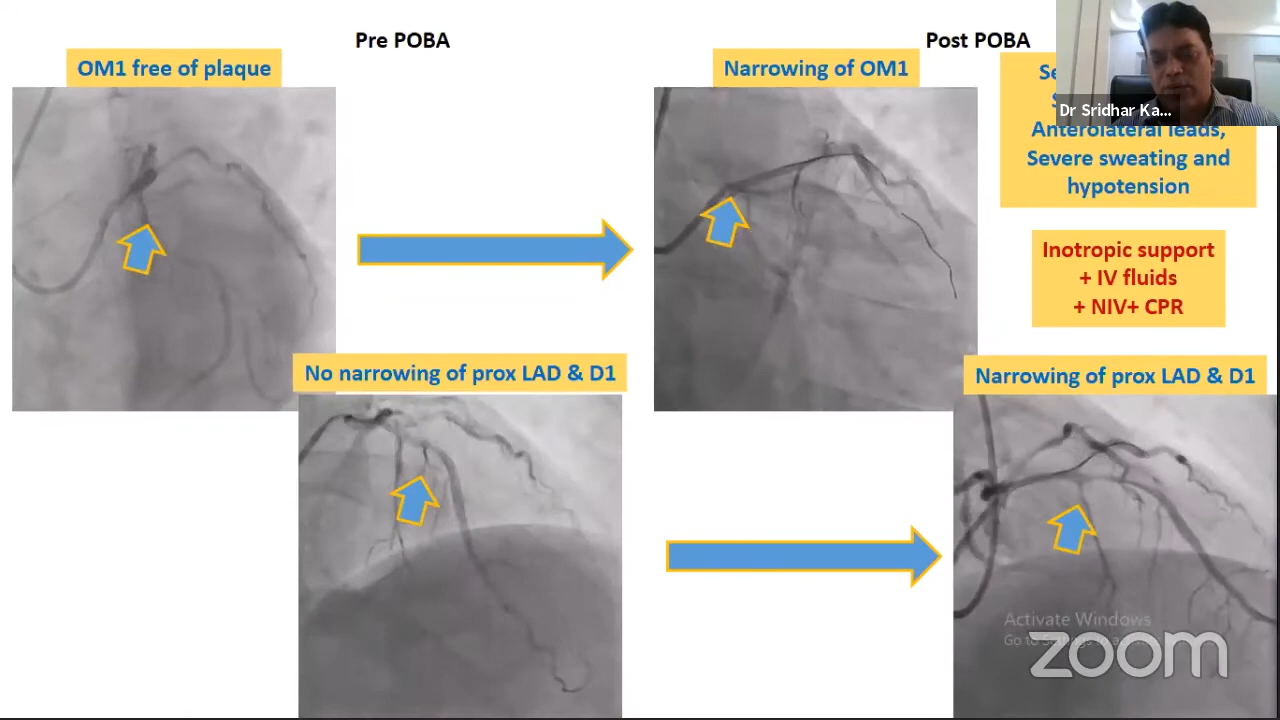 Pre POBA
Post POBA
OM1 free of plaque
Narrowing of OM1
Dr Sridhar Ka...
Anterolateral leads,
Severe sweating and
hypotension
Inotropic support
+ IV fluids
+ NIV+ CPR
No narrowing of prox LAD & D1
Narrowing of prox LAD & D1
Activate Windows
Go to
zoom